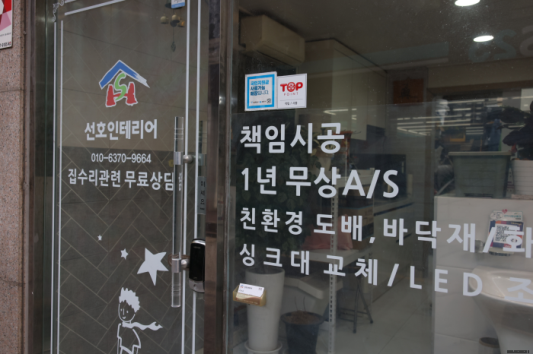 선호인테리어
010-6370-9664
집수리관련 무료상담
TOP
책임시공
1년 무상A/S
친환경 도배, 바닥재/화
싱크대 교체/LED 조